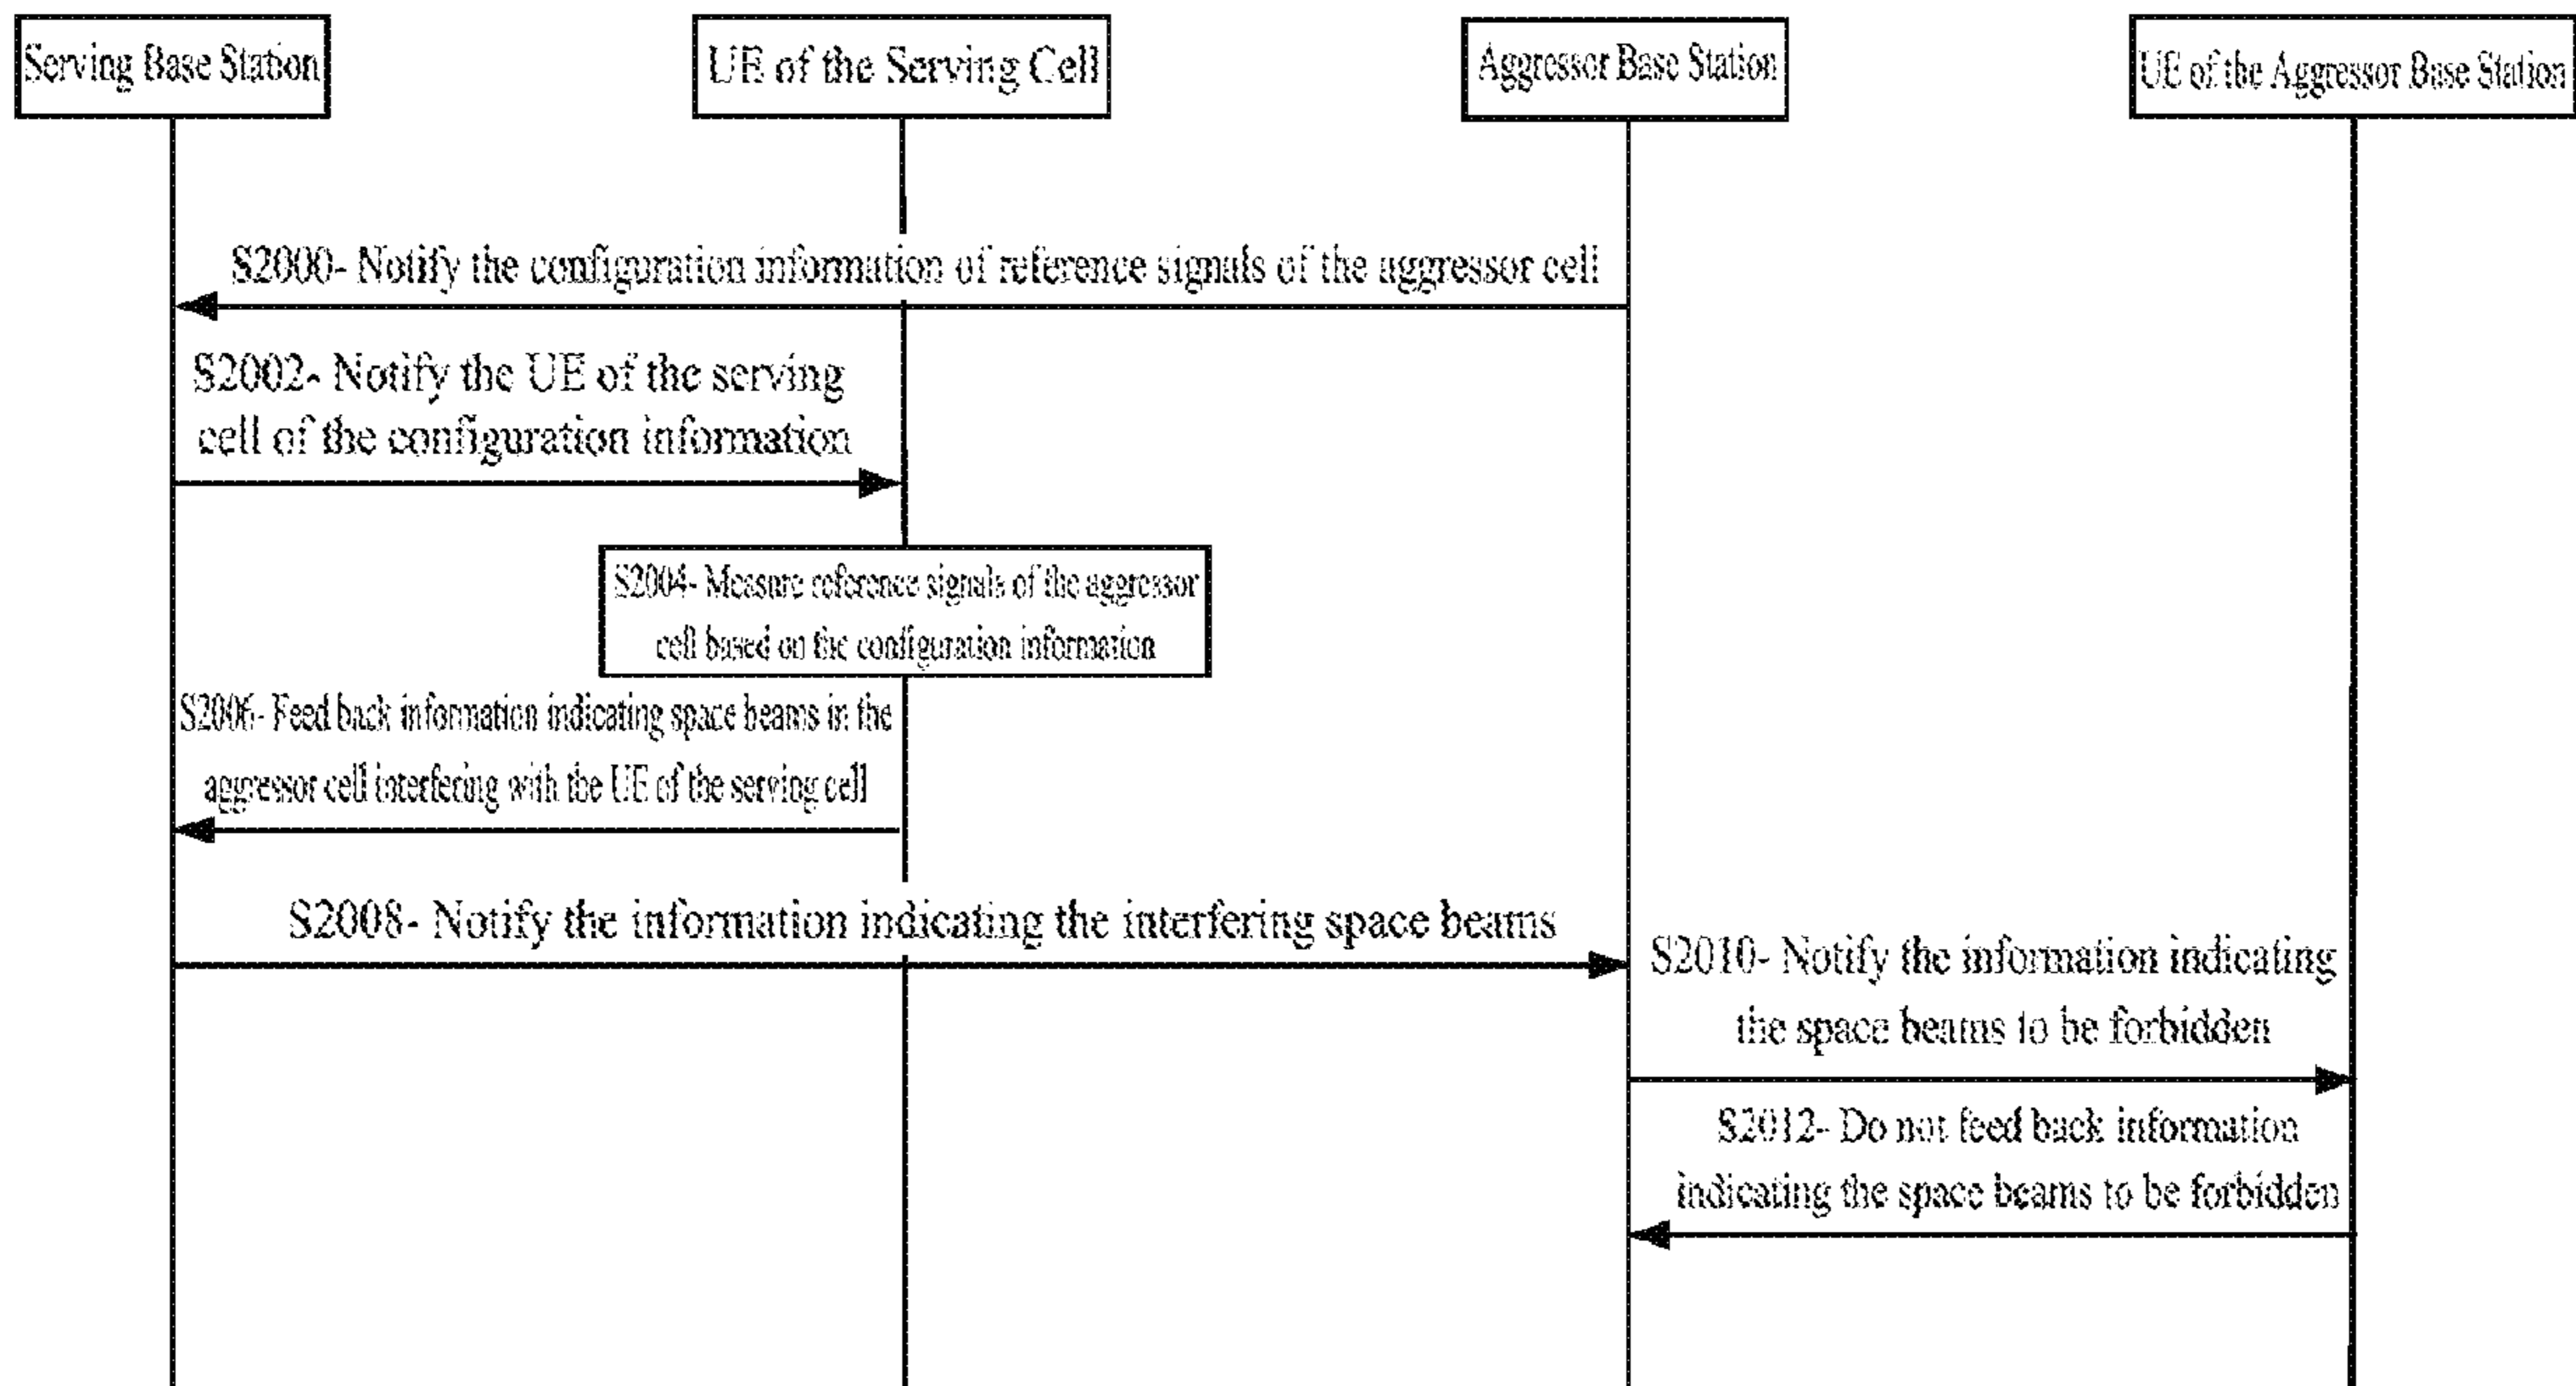 Serving Base Station
UE of the Serving Cell
Aggressor Base Station
UE of the Aggressor Base Station
S2000- Notify the configuration information of reference signals of the aggressor cell
S2002- Notify the UE of the serving
cell of the configuration information
S2004- Measure reference signals of the aggressor
cell based on the configuration information
S2006- Feed back information indicating space beams in the
aggressor cell interfering with the UE of the serving cell
S2008- Notify the information indicating the interfering space beams
S2010- Notify the information indicating
the space beams to be forbidden
S2012- Do not feed back information
indicating the space beams to be forbidden